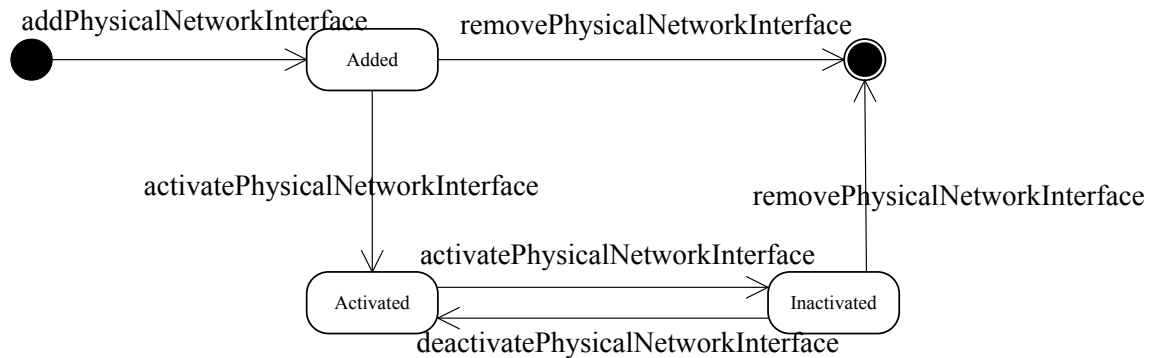 addPhysicalNetworkInterface
removePhysicalNetworkInterface
Added
activatePhysicalNetworkInterface
removePhysicalNetworkInterface
activatePhysicalNetworkInterface
Activated
Inactivated
deactivatePhysicalNetworkInterface